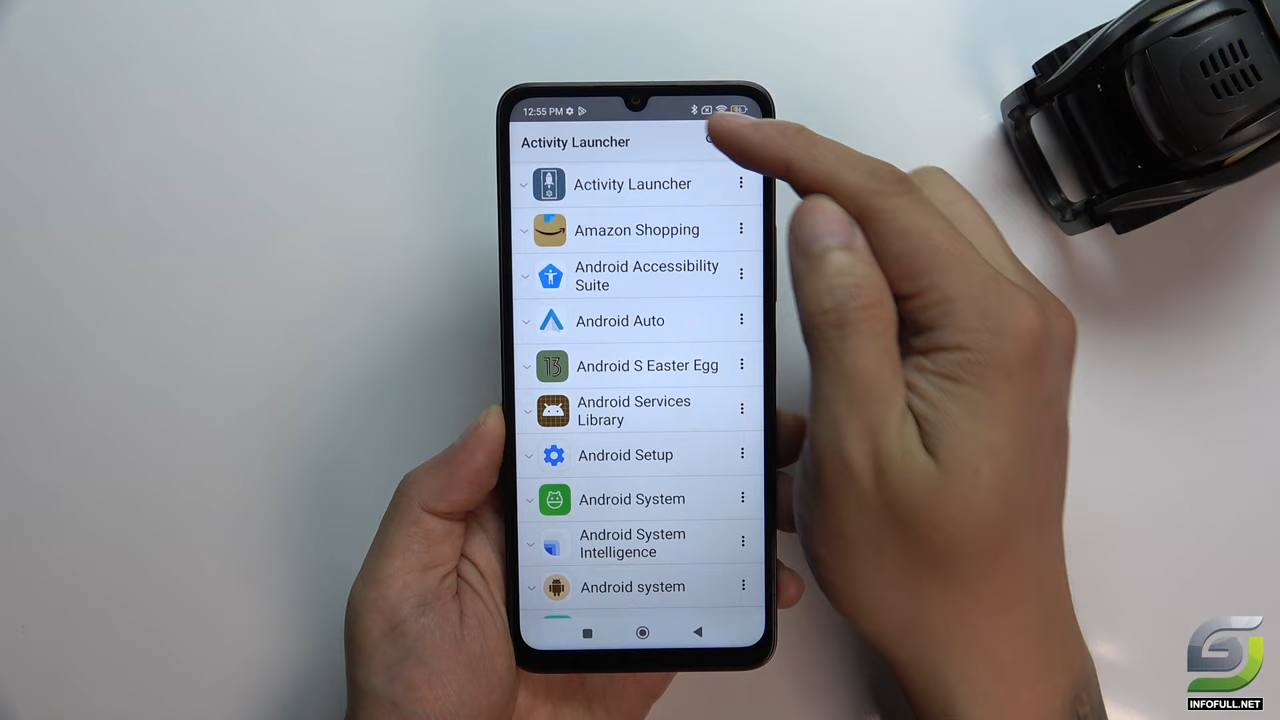 12:55 PM
Activity Launcher
Activity Launcher
Amazon Shopping
Android Accessibility
Suite
Android Auto
13
Android S Easter Egg
Android Services
Library
Android Setup
Android System
Android System
Intelligence
Android system
INFOFULL.NET